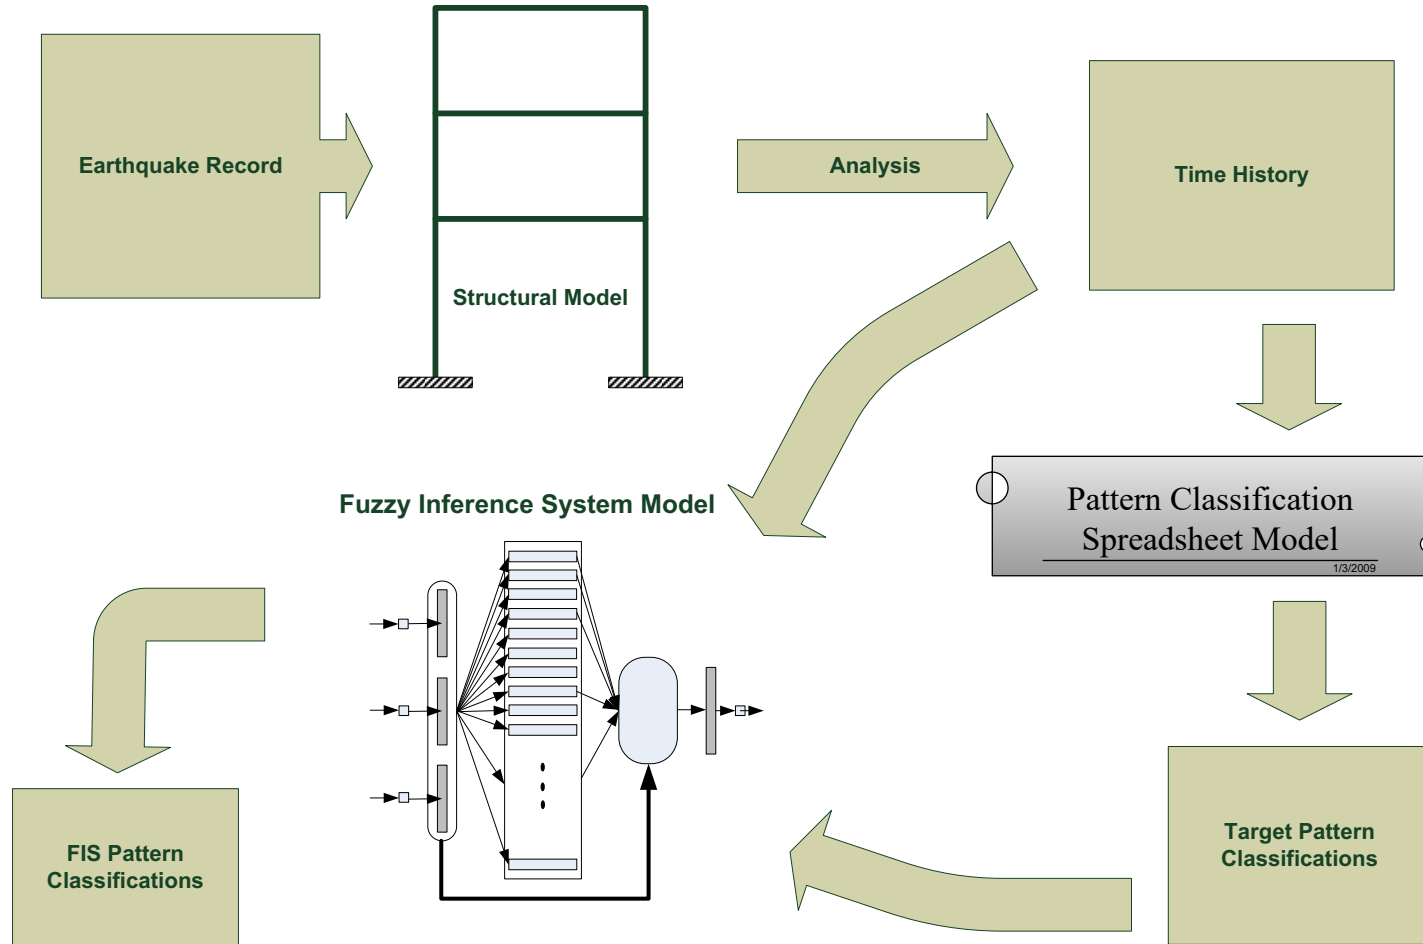 Earthquake Record
Structural Model
Analysis
Time History
Fuzzy Inference System Model
Pattern Classification
Spreadsheet Model
1/3/2009
FIS Pattern
Classifications
Target Pattern
Classifications